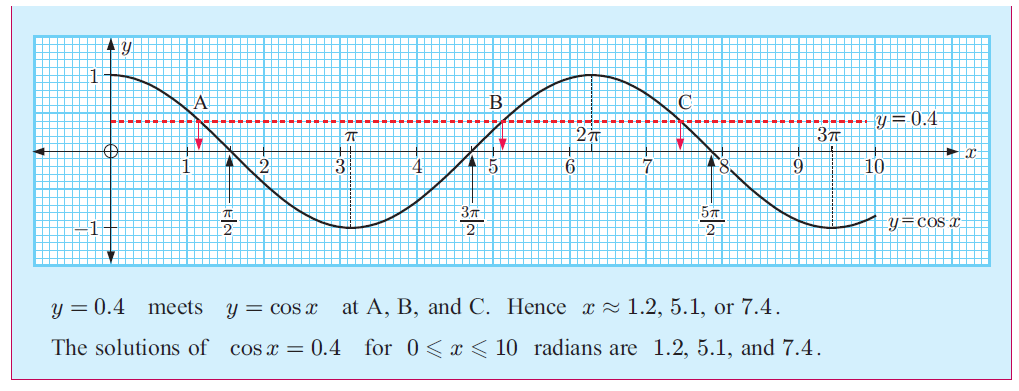 y
1
A B C
y = 0.4
π 2π 3π
1 2 3 4 5 6 7 8 9 10 x
π/2 3π/2 5π/2
−1
y = cos x
y = 0.4 meets y = cos x at A, B, and C. Hence x ≈ 1.2, 5.1, or 7.4.
The solutions of cos x = 0.4 for 0 ⩽ x ⩽ 10 radians are 1.2, 5.1, and 7.4.